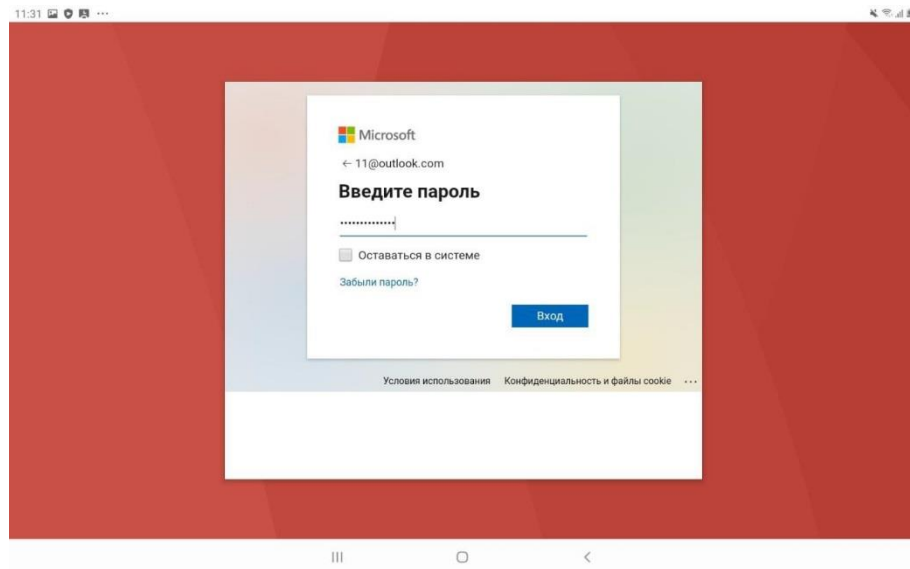 11:31
Microsoft
← 11@outlook.com
Введите пароль
••••••••••••••
Оставаться в системе
Забыли пароль?
Вход
Условия использования Конфиденциальность и файлы cookie ...